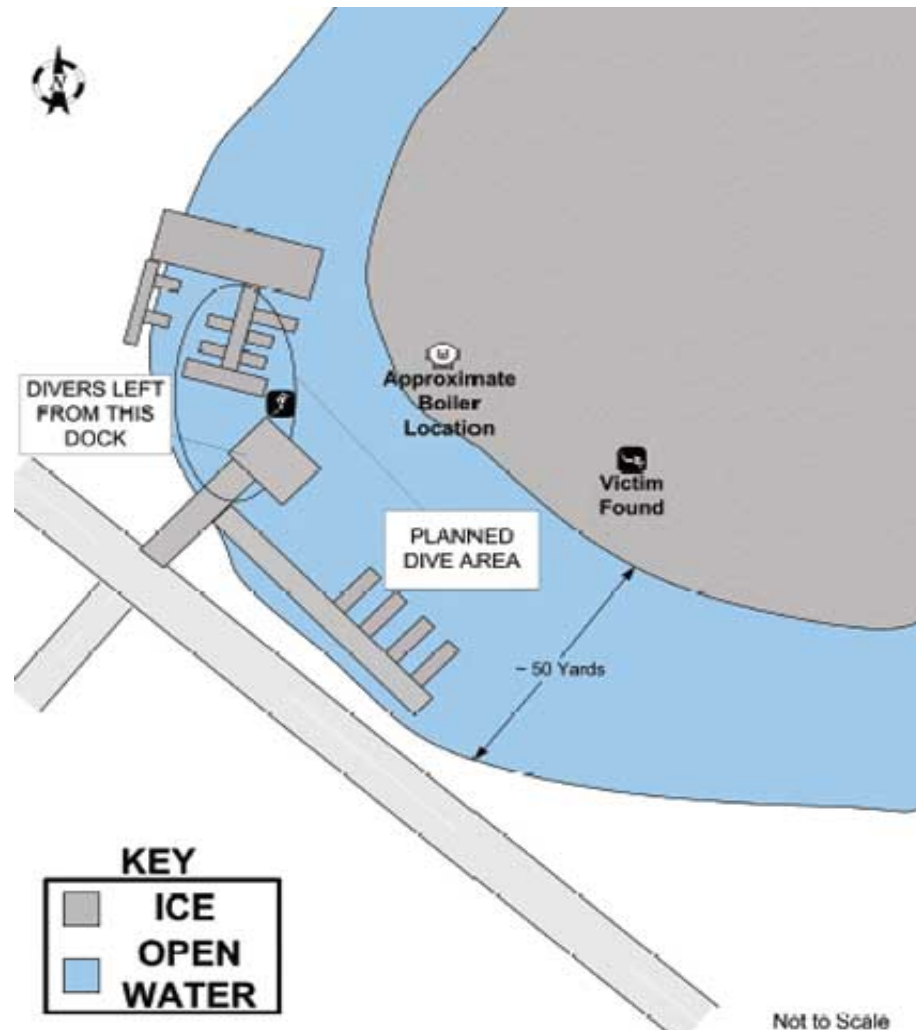 N
DIVERS LEFT
FROM THIS
DOCK
Approximate
Boiler
Location
Victim
Found
PLANNED
DIVE AREA
~ 50 Yards
KEY
ICE
OPEN
WATER
Not to Scale